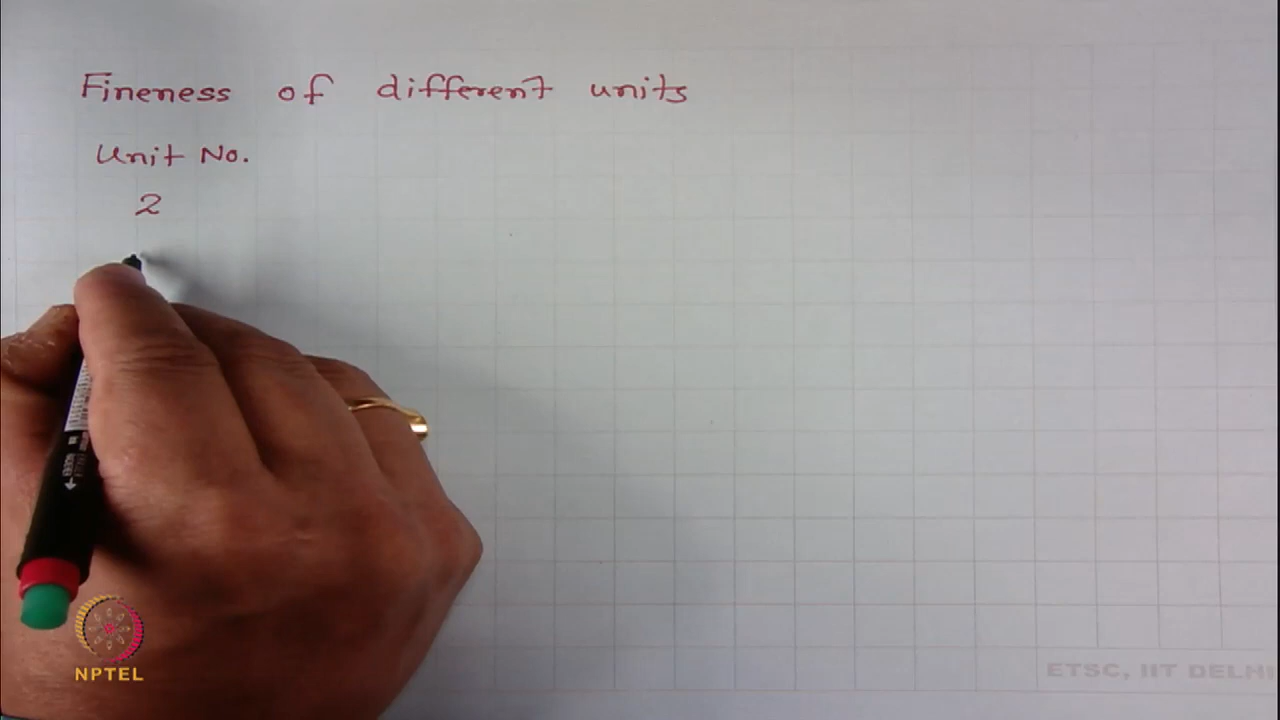 Fineness of different units
Unit No.
2
NPTEL
ETSC, IIT DELHI